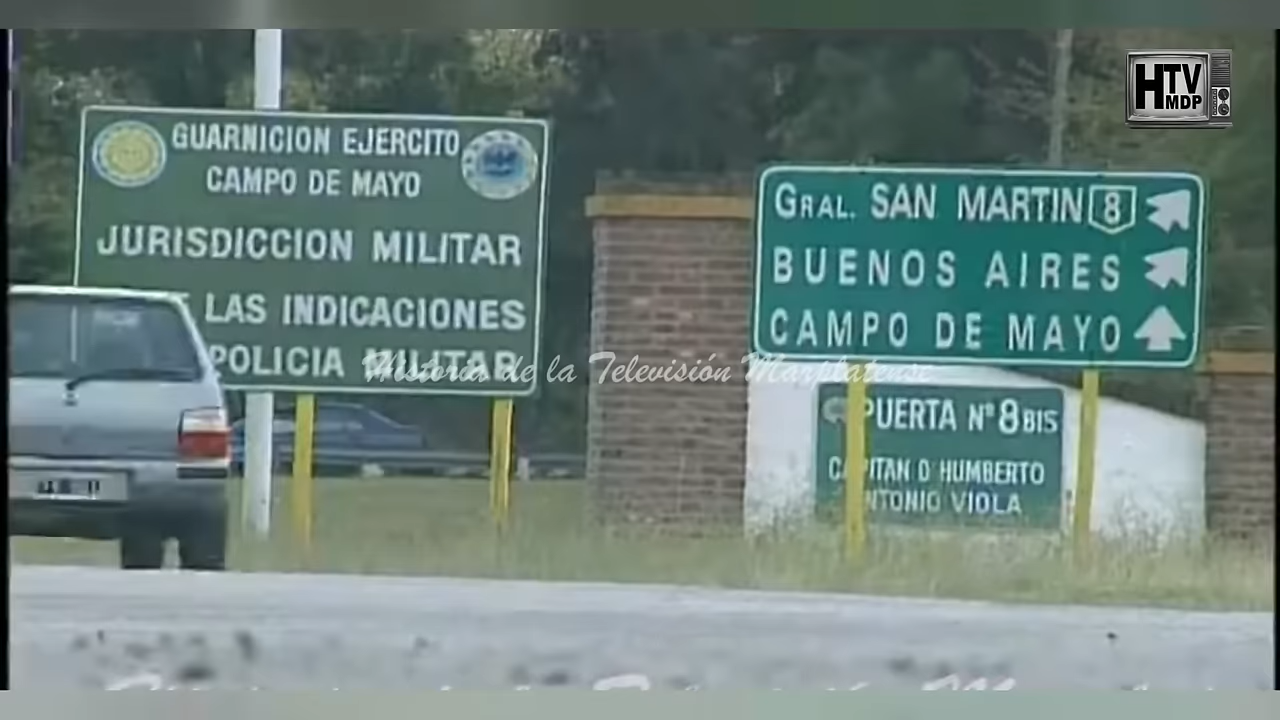 GUARNICION EJERCITO
CAMPO DE MAYO
JURISDICCION MILITAR
LAS INDICACIONES
POLICIA MILITAR
GRAL. SAN MARTIN 8
BUENOS AIRES
CAMPO DE MAYO
PUERTA Nº 8 BIS
CAPITAN D HUMBERTO
ANTONIO VIOLA
HTV
MDP
Historia de la Televisión Marplatense